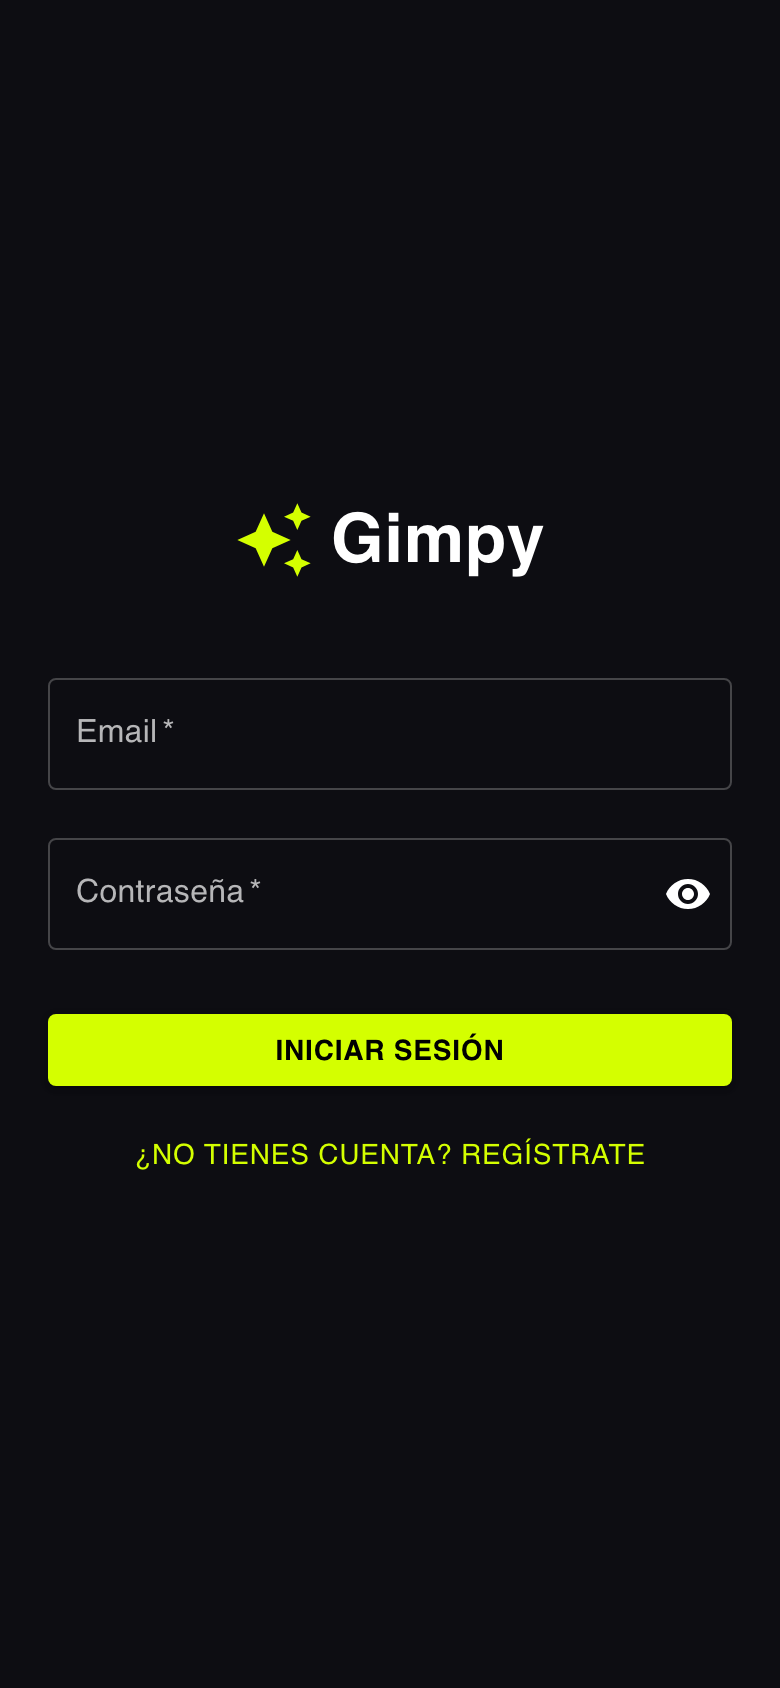 Gimpy
Email *
Contraseña *
INICIAR SESIÓN
¿NO TIENES CUENTA? REGÍSTRATE